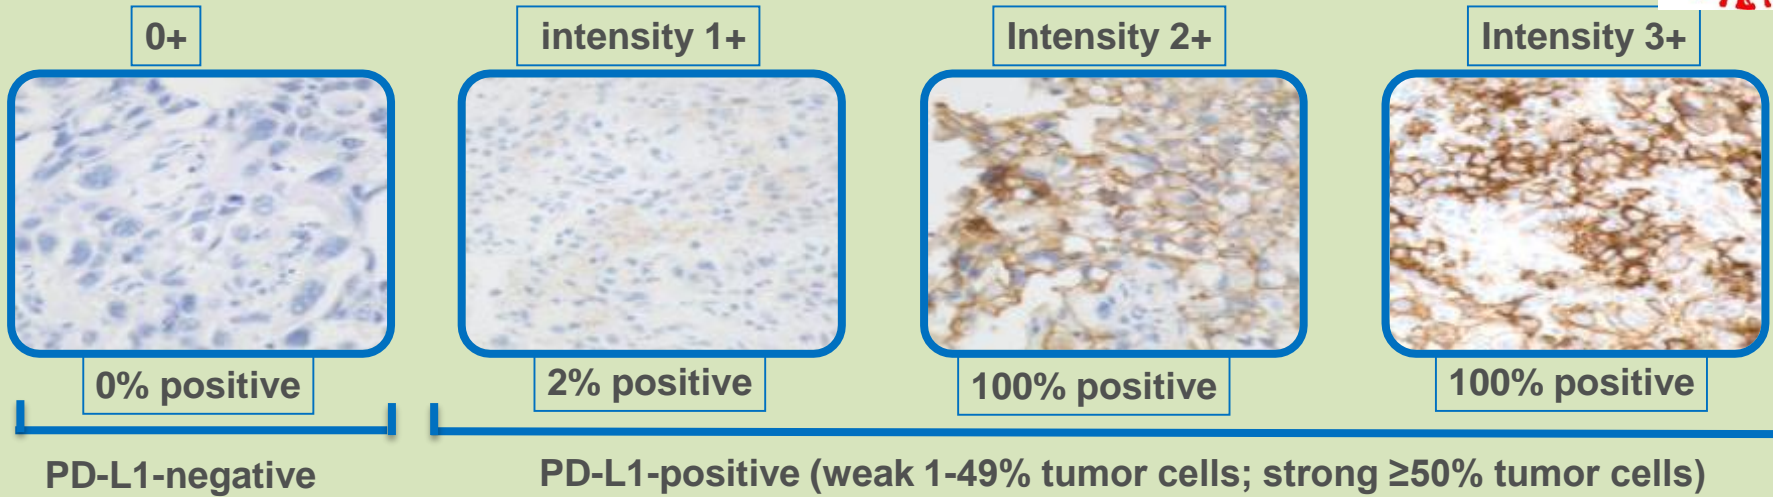 0+
intensity 1+
Intensity 2+
Intensity 3+
0% positive
2% positive
100% positive
100% positive
PD-L1-negative
PD-L1-positive (weak 1-49% tumor cells; strong ≥50% tumor cells)